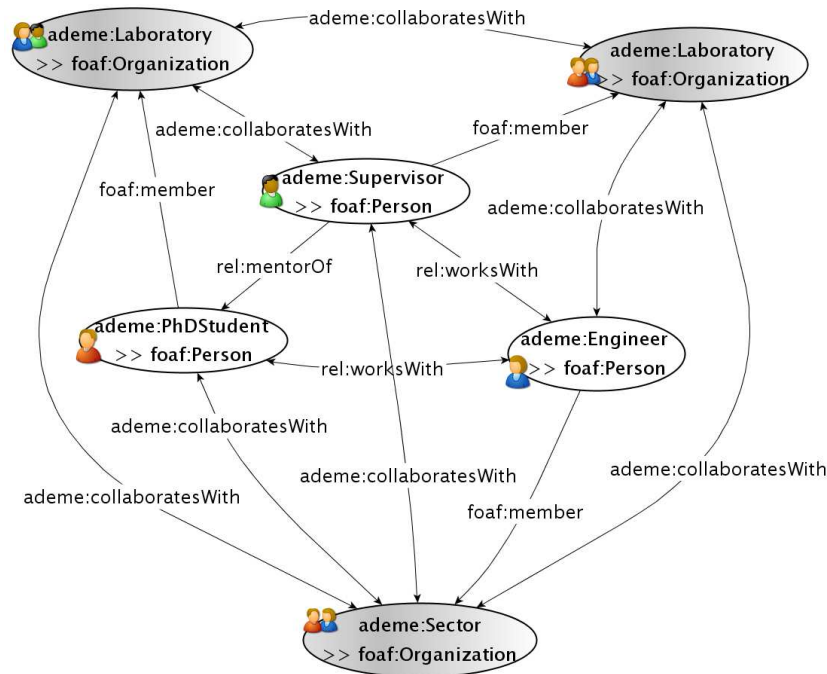 ademe:collaboratesWith
ademe:Laboratory
>> foaf:Organization
ademe:Laboratory
>> foaf:Organization
ademe:collaboratesWith
foaf:member
foaf:member
ademe:Supervisor
>> foaf:Person
ademe:collaboratesWith
rel:mentorOf
rel:worksWith
ademe:PhDStudent
>> foaf:Person
ademe:Engineer
>> foaf:Person
rel:worksWith
ademe:collaboratesWith
ademe:collaboratesWith
ademe:collaboratesWith
ademe:collaboratesWith
foaf:member
ademe:Sector
>> foaf:Organization